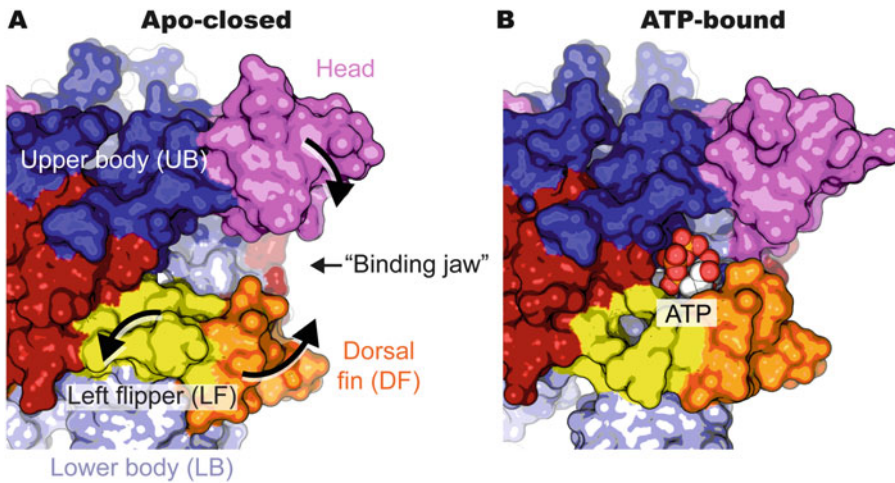 A
Apo-closed
Head
Upper body (UB)
"Binding jaw"
Dorsal
fin (DF)
Left flipper (LF)
Lower body (LB)
B
ATP-bound
ATP